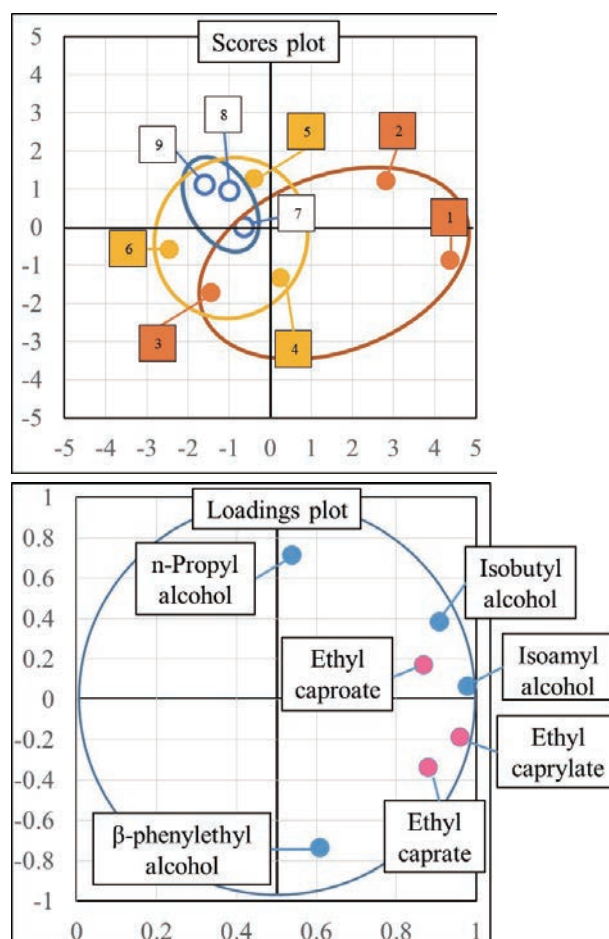 Scores plot
5
4
3
2
1
0
-1
-2
-3
-4
-5
-5 -4 -3 -2 -1 0 1 2 3 4 5
8
9
5
2
7
1
6
3
4
Loadings plot
1
0.8
0.6
0.4
0.2
0
-0.2
-0.4
-0.6
-0.8
-1
0 0.2 0.4 0.6 0.8 1
n-Propyl
alcohol
Isobutyl
alcohol
Ethyl
caproate
Isoamyl
alcohol
Ethyl
caprylate
Ethyl
caprate
β-phenylethyl
alcohol